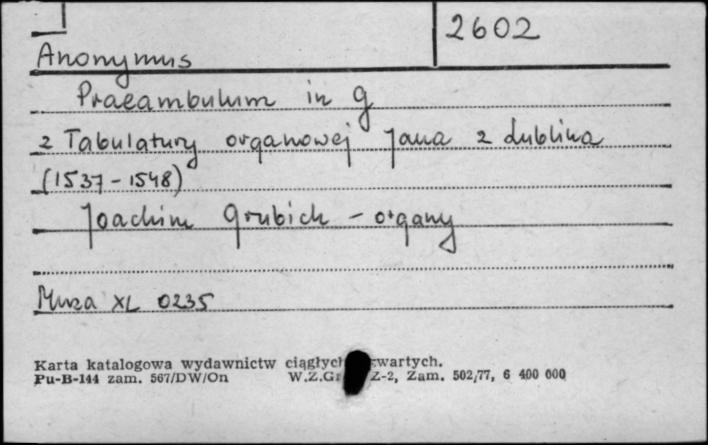 2602
Anonymus
Praeambulum in g
z Tabulatury organowej Jana z Lublina
(1537-1548)
Joachim Grubich - organy
Muza XL 0235
Karta katalogowa wydawnictw ciągłych
Pu-B-144 zam. 567/DW/On W.Z.Gr Z-2, Zam. 502/77, 6 400 000